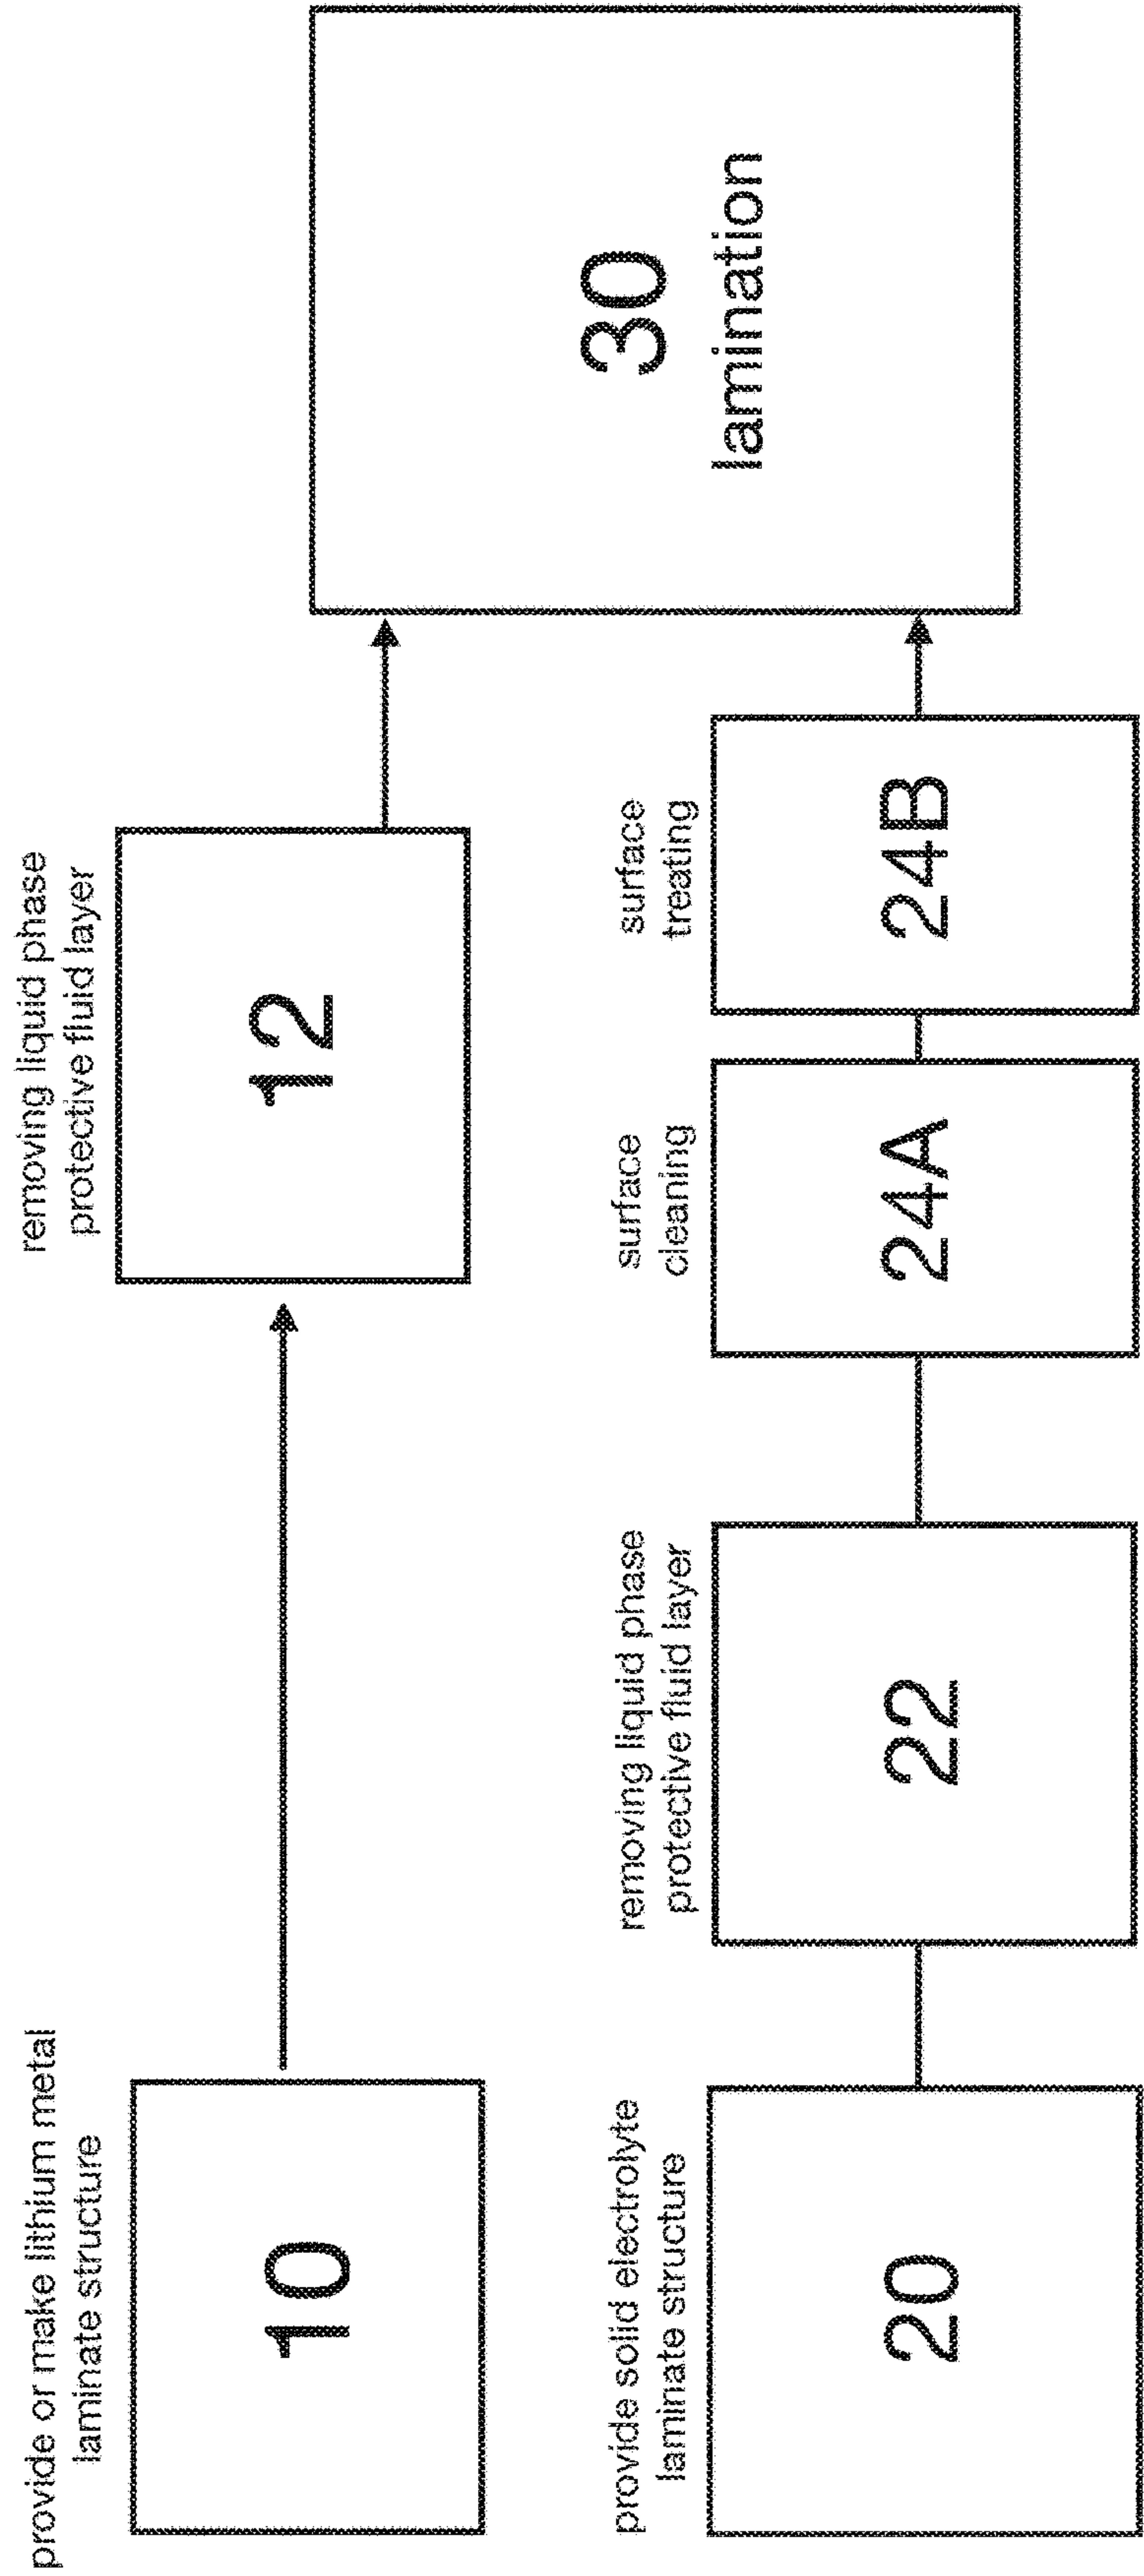 provide or make lithium metal
laminate structure
10
removing liquid phase
protective fluid layer
12
provide solid electrolyte
laminate structure
20
removing liquid phase
protective fluid layer
22
surface
cleaning
24A
surface
treating
24B
30
lamination